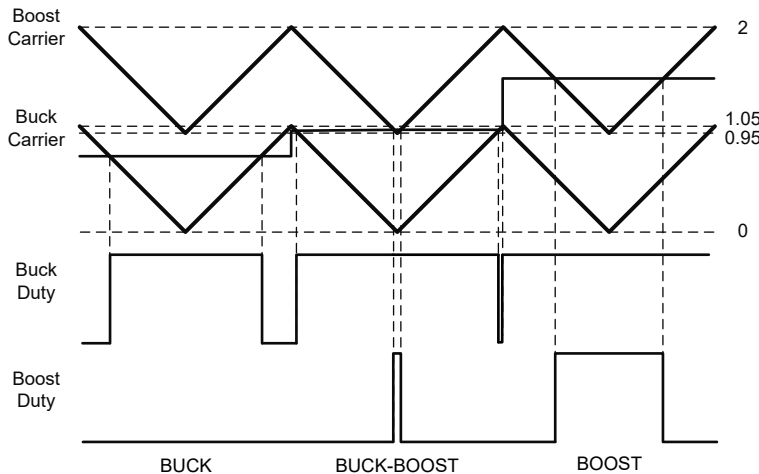 Boost
Carrier
2
Buck
Carrier
1.05
0.95
0
Buck
Duty
Boost
Duty
BUCK
BUCK-BOOST
BOOST